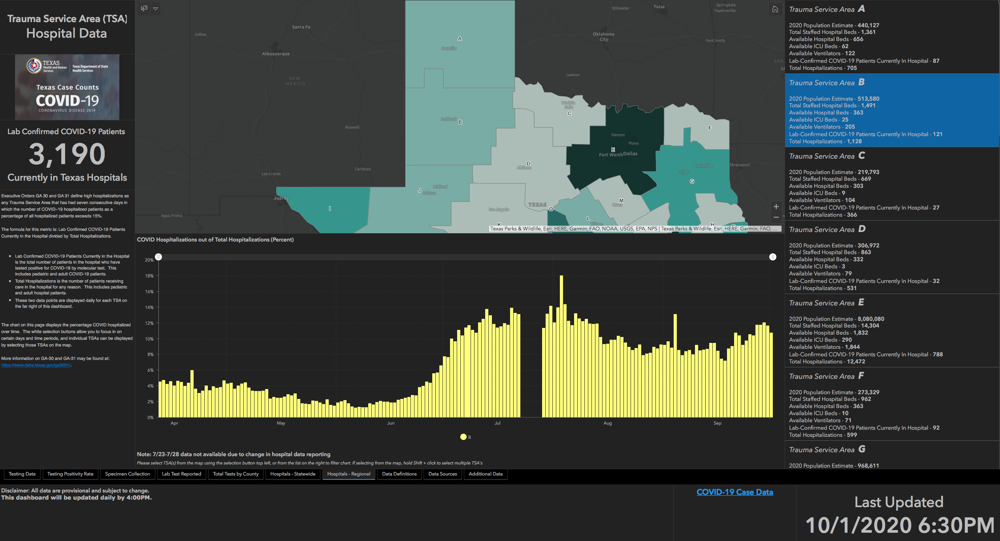 Trauma Service Area (TSA)
Hospital Data
TEXAS
Health and Human
Services
Texas Department of State
Health Services
Texas Case Counts
COVID-19
CORONAVIRUS DISEASE 2019
Lab Confirmed COVID-19 Patients
3,190
Currently in Texas Hospitals
Executive Orders GA 30 and GA 31 define high hospitalizations as
any Trauma Service Area that has had seven consecutive days in
which the number of COVID-19 hospitalized patients as a
percentage of all hospitalized patients exceeds 15%.
The formula for this metric is: Lab Confirmed COVID-19 Patients
Currently in the Hospital divided by Total Hospitalizations.
• Lab Confirmed COVID-19 Patients Currently in the Hospital
is the total number of patients in the hospital who have
tested positive for COVID-19 by molecular test. This
includes pediatric and adult COVID-19 patients.
• Total Hospitalizations is the number of patients receiving
care in the hospital for any reason. This includes pediatric
and adult hospital patients.
• These two data points are displayed daily for each TSA on
the far right of this dashboard.
The chart on this page displays the percentage COVID hospitalized
over time. The white selection buttons allow you to focus in on
certain days and time periods, and individual TSAs can be displayed
by selecting those TSAs on the map.
More information on GA-30 and GA-31 may be found at:
https://www.dshs.texas.gov/ga3031/.
Stillwater
Tulsa
Springdale
Fayetteville
Santa Fe
Gallup
Oklahoma
City
Fort Smith
A
Amarillo
Albuquerque
ARK
Li
Lawton
NEW
MEXICO
Wichita
Falls
C
Lubbock
B
Roswell
F
Denton
Plano
E
Fort Worth
Dallas
D
Abilene
Carlsbad
Las Cruces
Longview
Shreveport
Tyler
G
Midland
J
Odessa
Juárez
I
San Angelo
TEXAS
O
M
Waco
Agua Prieta
L
Killeen
K
H
+
−
Texas Parks & Wildlife, Esri, HERE, Garmin, FAO, NOAA, USGS, EPA, NPS | Texas Parks & Wildlife, Esri, HERE, Garmin, FAO, ...
COVID Hospitalizations out of Total Hospitalizations (Percent)
20%
18%
16%
14%
12%
10%
8%
6%
4%
2%
0%
Apr May Jun Jul Aug Sep
B
Note: 7/23-7/28 data not available due to change in hospital data reporting
Please select TSA(s) from the map using the selection button top left, or from the list on the right to filter chart. If selecting from the map, hold Shift + click to select multiple TSA's
Trauma Service Area A
2020 Population Estimate - 440,127
Total Staffed Hospital Beds - 1,361
Available Hospital Beds - 656
Available ICU Beds - 62
Available Ventilators - 122
Lab-Confirmed COVID-19 Patients Currently In Hospital - 87
Total Hospitalizations - 705
Trauma Service Area B
2020 Population Estimate - 513,580
Total Staffed Hospital Beds - 1,491
Available Hospital Beds - 363
Available ICU Beds - 25
Available Ventilators - 205
Lab-Confirmed COVID-19 Patients Currently In Hospital - 121
Total Hospitalizations - 1,128
Trauma Service Area C
2020 Population Estimate - 219,793
Total Staffed Hospital Beds - 669
Available Hospital Beds - 303
Available ICU Beds - 9
Available Ventilators - 104
Lab-Confirmed COVID-19 Patients Currently In Hospital - 27
Total Hospitalizations - 366
Trauma Service Area D
2020 Population Estimate - 306,972
Total Staffed Hospital Beds - 863
Available Hospital Beds - 332
Available ICU Beds - 3
Available Ventilators - 79
Lab-Confirmed COVID-19 Patients Currently In Hospital - 32
Total Hospitalizations - 531
Trauma Service Area E
2020 Population Estimate - 8,080,080
Total Staffed Hospital Beds - 14,304
Available Hospital Beds - 1,832
Available ICU Beds - 290
Available Ventilators - 1,844
Lab-Confirmed COVID-19 Patients Currently In Hospital - 788
Total Hospitalizations - 12,472
Trauma Service Area F
2020 Population Estimate - 273,329
Total Staffed Hospital Beds - 962
Available Hospital Beds - 363
Available ICU Beds - 10
Available Ventilators - 71
Lab-Confirmed COVID-19 Patients Currently In Hospital - 92
Total Hospitalizations - 599
Trauma Service Area G
2020 Population Estimate - 968,611
Testing Data Testing Positivity Rate Specimen Collection Lab Test Reported Total Tests by County Hospitals - Statewide Hospitals - Regional Data Definitions Data Sources Additional Data
Disclaimer: All data are provisional and subject to change.
This dashboard will be updated daily by 4:00PM.
COVID-19 Case Data
Last Updated
10/1/2020 6:30PM